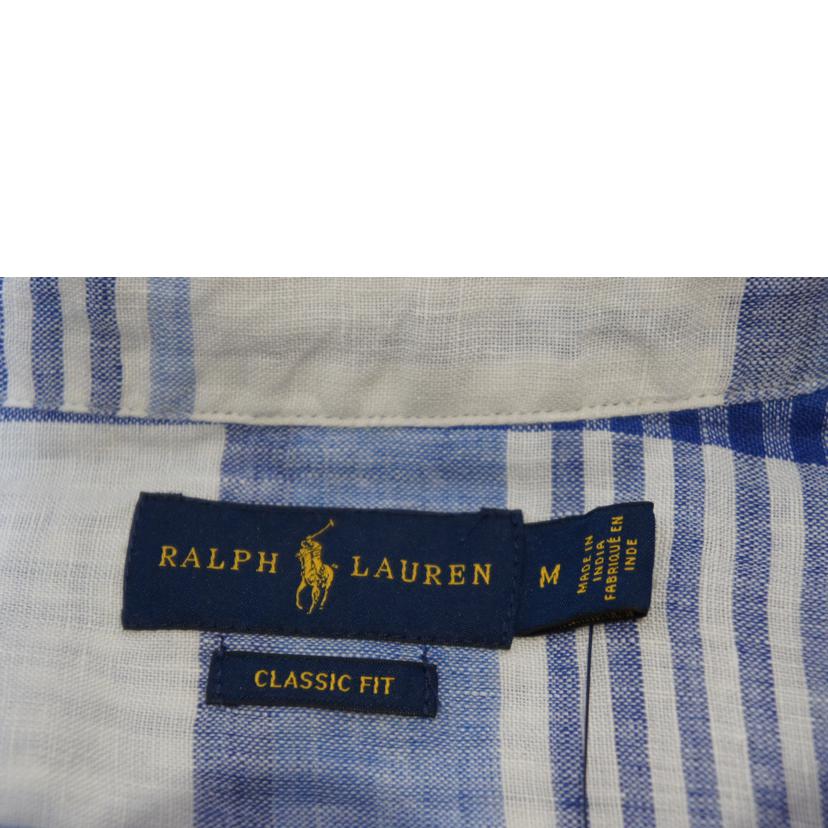 RALPH LAUREN
M
MADE IN
INDIA
FABRIQUÉ EN
INDE
CLASSIC FIT